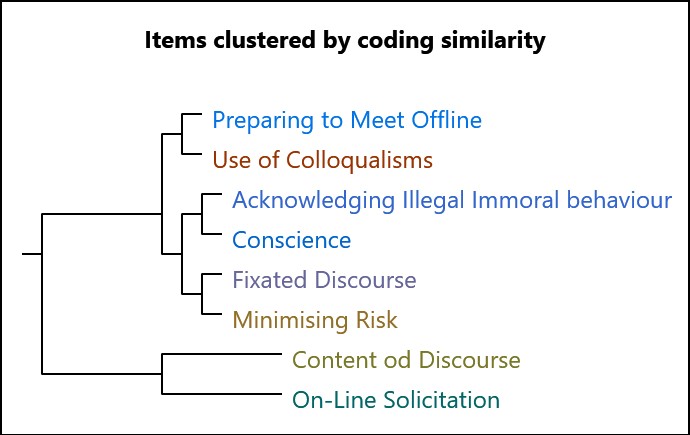 Items clustered by coding similarity
Preparing to Meet Offline
Use of Colloqualisms
Acknowledging Illegal Immoral behaviour
Conscience
Fixated Discourse
Minimising Risk
Content od Discourse
On-Line Solicitation